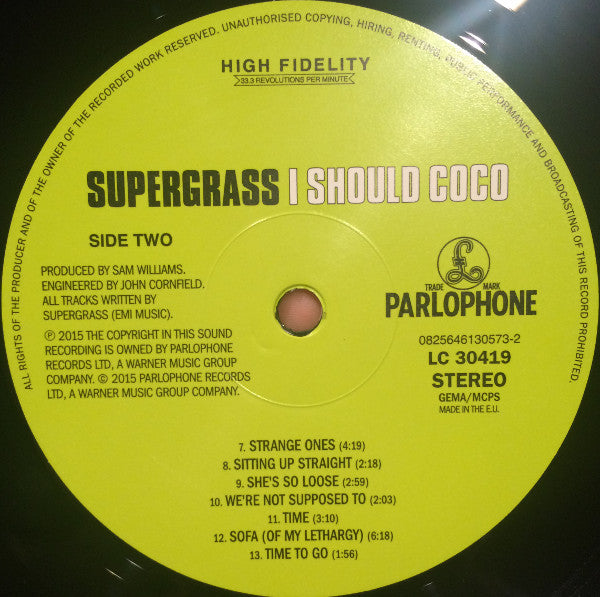 ALL RIGHTS OF THE PRODUCER AND OF THE OWNER OF THE RECORDED WORK RESERVED. UNAUTHORISED COPYING, HIRING, RENTING, PUBLIC PERFORMANCE AND BROADCASTING OF THIS RECORD PROHIBITED.
HIGH FIDELITY
33.3 REVOLUTIONS PER MINUTE
SUPERGRASS I SHOULD COCO
SIDE TWO
PRODUCED BY SAM WILLIAMS.
ENGINEERED BY JOHN CORNFIELD.
ALL TRACKS WRITTEN BY
SUPERGRASS (EMI MUSIC).
℗ 2015 THE COPYRIGHT IN THIS SOUND
RECORDING IS OWNED BY PARLOPHONE
RECORDS LTD, A WARNER MUSIC GROUP
COMPANY. © 2015 PARLOPHONE RECORDS
LTD, A WARNER MUSIC GROUP COMPANY.
£
TRADE MARK
PARLOPHONE
0825646130573-2
LC 30419
STEREO
GEMA/MCPS
MADE IN THE E.U.
7. STRANGE ONES (4:19)
8. SITTING UP STRAIGHT (2:18)
9. SHE'S SO LOOSE (2:59)
10. WE'RE NOT SUPPOSED TO (2:03)
11. TIME (3:10)
12. SOFA (OF MY LETHARGY) (6:18)
13. TIME TO GO (1:56)